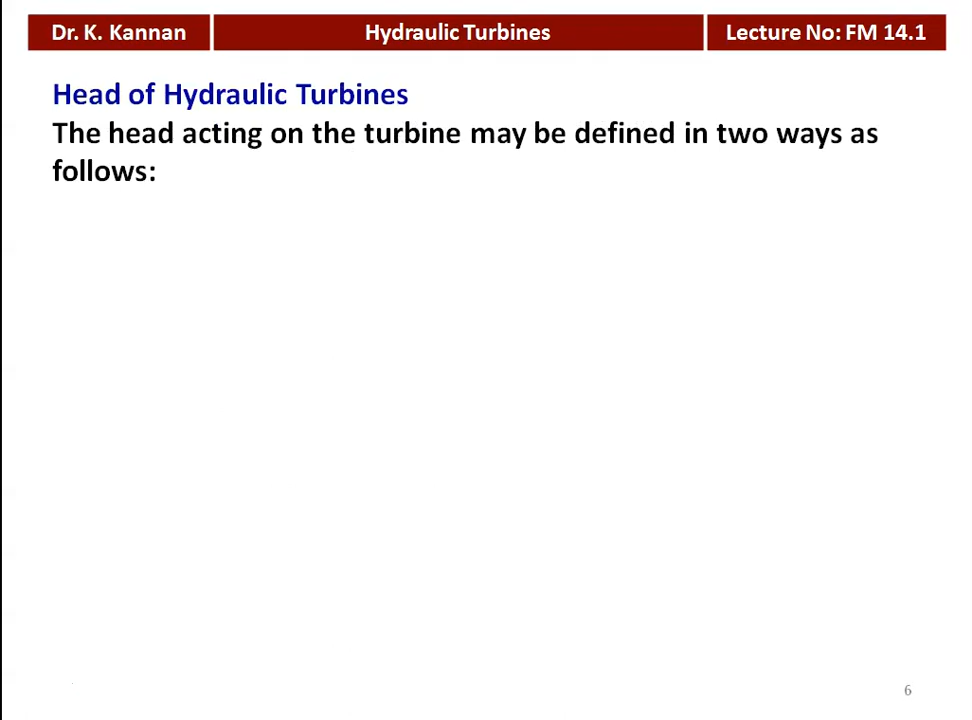 Dr. K. Kannan
Hydraulic Turbines
Lecture No: FM 14.1
Head of Hydraulic Turbines
The head acting on the turbine may be defined in two ways as
follows:
6